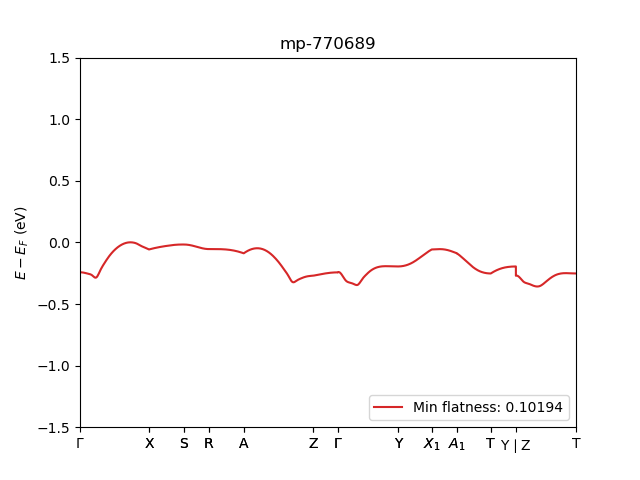 mp-770689
1.5
1.0
0.5
0.0
−0.5
−1.0
−1.5
E − E_F (eV)
Min flatness: 0.10194
Γ X S R A Z Γ Y X₁ A₁ T Y | Z T